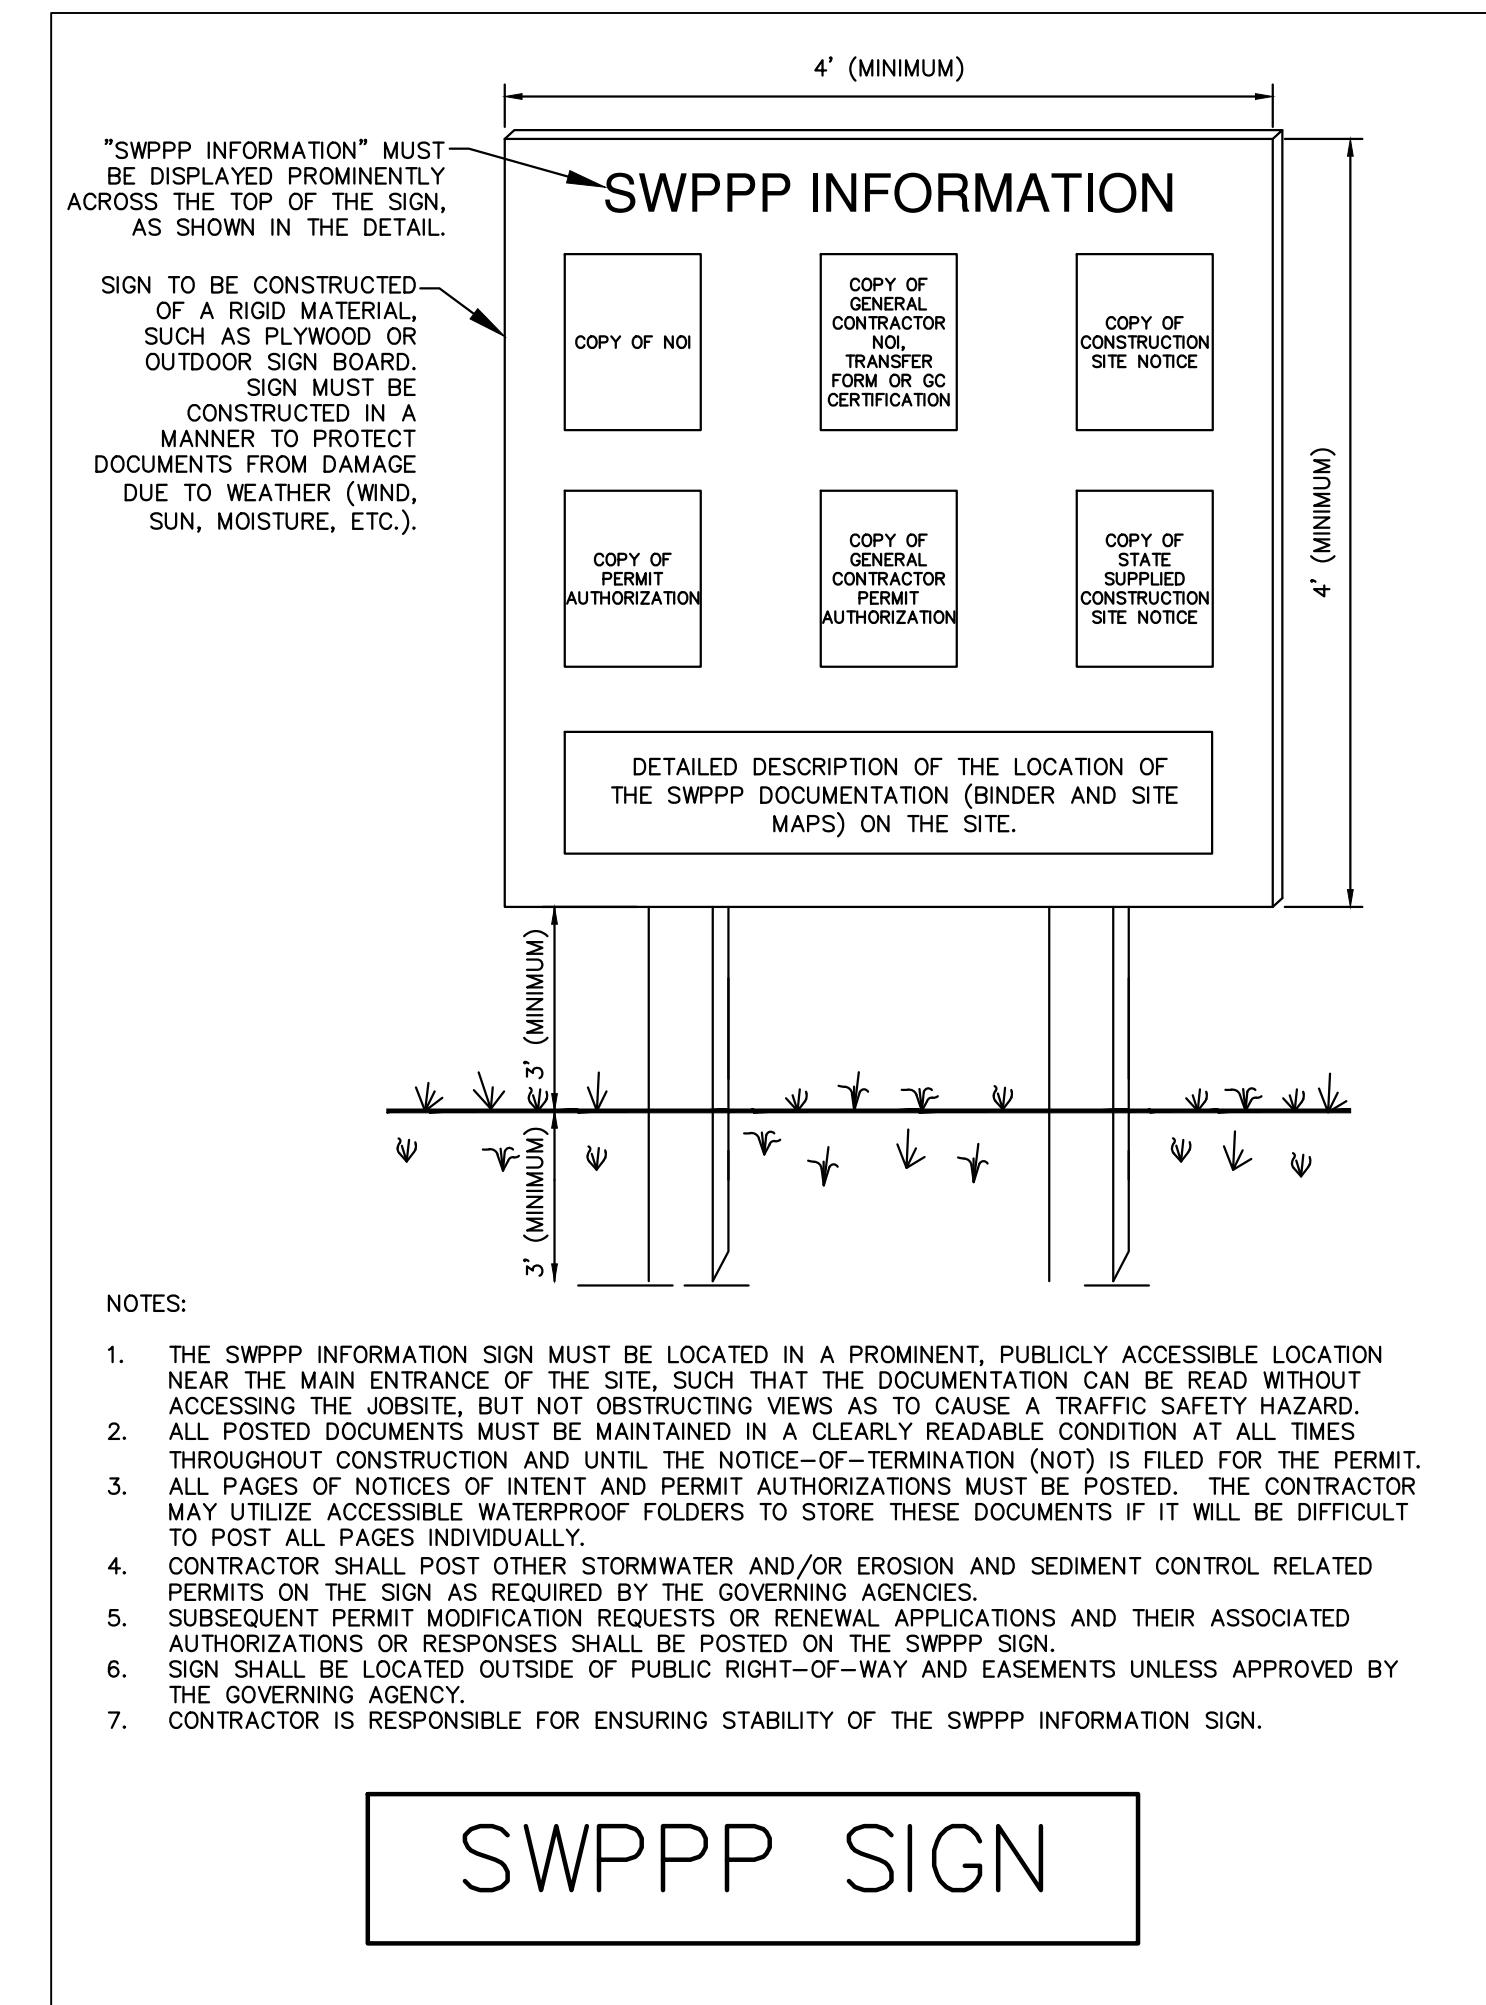 4' (MINIMUM)
"SWPPP INFORMATION" MUST
BE DISPLAYED PROMINENTLY
ACROSS THE TOP OF THE SIGN,
AS SHOWN IN THE DETAIL.
SWPPP INFORMATION
SIGN TO BE CONSTRUCTED
OF A RIGID MATERIAL,
SUCH AS PLYWOOD OR
OUTDOOR SIGN BOARD.
SIGN MUST BE
CONSTRUCTED IN A
MANNER TO PROTECT
DOCUMENTS FROM DAMAGE
DUE TO WEATHER (WIND,
SUN, MOISTURE, ETC.).
COPY OF NOI
COPY OF
GENERAL
CONTRACTOR
NOI,
TRANSFER
FORM OR GC
CERTIFICATION
COPY OF
CONSTRUCTION
SITE NOTICE
4' (MINIMUM)
COPY OF
PERMIT
AUTHORIZATION
COPY OF
GENERAL
CONTRACTOR
PERMIT
AUTHORIZATION
COPY OF
STATE
SUPPLIED
CONSTRUCTION
SITE NOTICE
DETAILED DESCRIPTION OF THE LOCATION OF
THE SWPPP DOCUMENTATION (BINDER AND SITE
MAPS) ON THE SITE.
3' (MINIMUM)
3' (MINIMUM)
NOTES:
1. THE SWPPP INFORMATION SIGN MUST BE LOCATED IN A PROMINENT, PUBLICLY ACCESSIBLE LOCATION
NEAR THE MAIN ENTRANCE OF THE SITE, SUCH THAT THE DOCUMENTATION CAN BE READ WITHOUT
ACCESSING THE JOBSITE, BUT NOT OBSTRUCTING VIEWS AS TO CAUSE A TRAFFIC SAFETY HAZARD.
2. ALL POSTED DOCUMENTS MUST BE MAINTAINED IN A CLEARLY READABLE CONDITION AT ALL TIMES
THROUGHOUT CONSTRUCTION AND UNTIL THE NOTICE-OF-TERMINATION (NOT) IS FILED FOR THE PERMIT.
3. ALL PAGES OF NOTICES OF INTENT AND PERMIT AUTHORIZATIONS MUST BE POSTED. THE CONTRACTOR
MAY UTILIZE ACCESSIBLE WATERPROOF FOLDERS TO STORE THESE DOCUMENTS IF IT WILL BE DIFFICULT
TO POST ALL PAGES INDIVIDUALLY.
4. CONTRACTOR SHALL POST OTHER STORMWATER AND/OR EROSION AND SEDIMENT CONTROL RELATED
PERMITS ON THE SIGN AS REQUIRED BY THE GOVERNING AGENCIES.
5. SUBSEQUENT PERMIT MODIFICATION REQUESTS OR RENEWAL APPLICATIONS AND THEIR ASSOCIATED
AUTHORIZATIONS OR RESPONSES SHALL BE POSTED ON THE SWPPP SIGN.
6. SIGN SHALL BE LOCATED OUTSIDE OF PUBLIC RIGHT-OF-WAY AND EASEMENTS UNLESS APPROVED BY
THE GOVERNING AGENCY.
7. CONTRACTOR IS RESPONSIBLE FOR ENSURING STABILITY OF THE SWPPP INFORMATION SIGN.
SWPPP SIGN